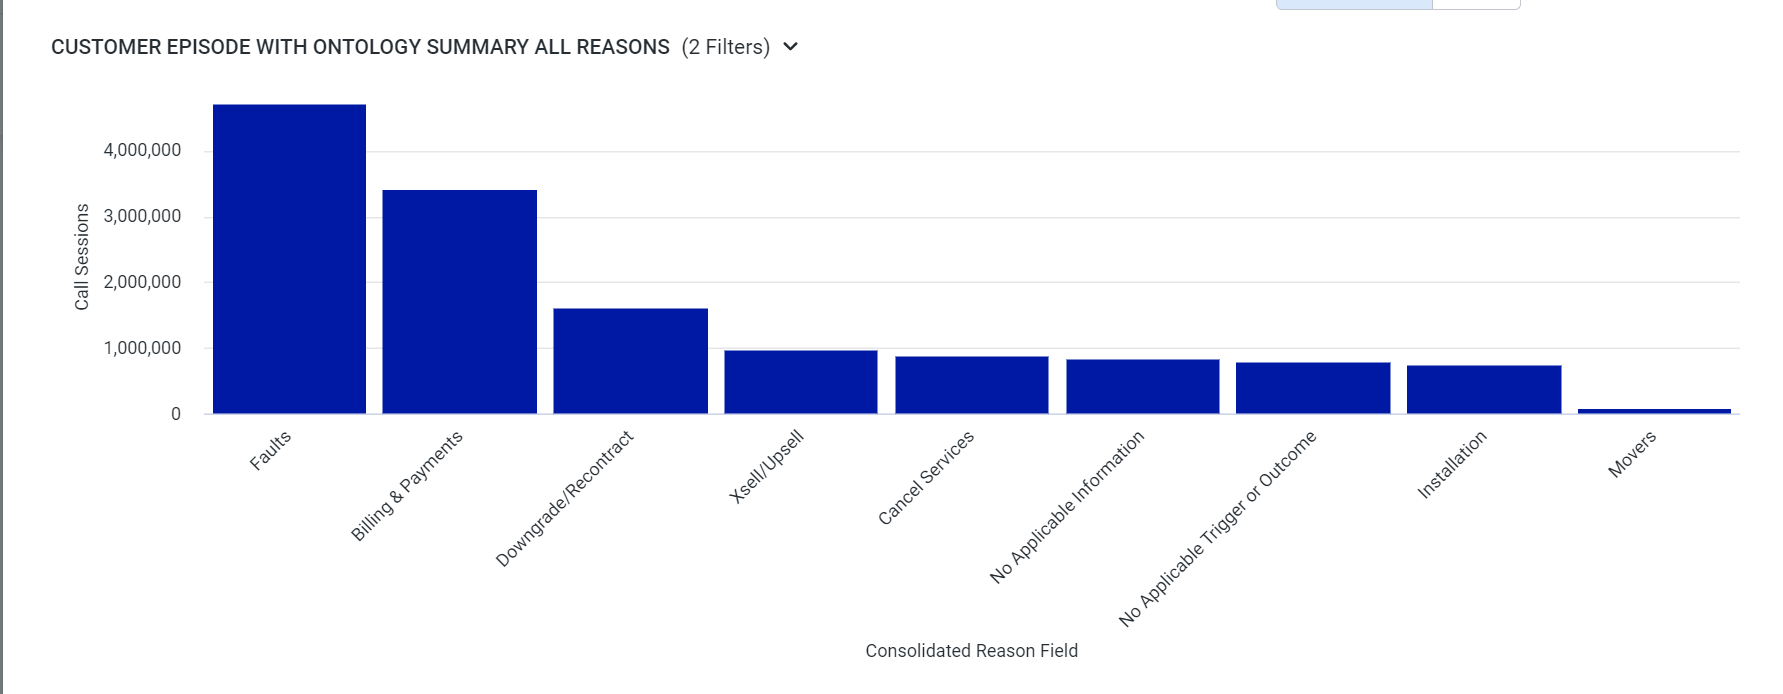 CUSTOMER EPISODE WITH ONTOLOGY SUMMARY ALL REASONS (2 Filters)
4,000,000
3,000,000
2,000,000
1,000,000
0
Call Sessions
Faults
Billing & Payments
Downgrade/Recontract
Xsell/Upsell
Cancel Services
No Applicable Information
No Applicable Trigger or Outcome
Installation
Movers
Consolidated Reason Field